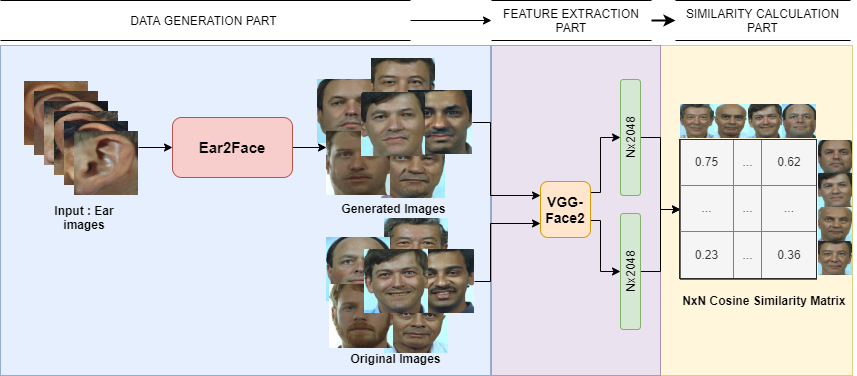 DATA GENERATION PART
FEATURE EXTRACTION
PART
SIMILARITY CALCULATION
PART
Input : Ear
images
Ear2Face
Generated Images
Original Images
VGG-
Face2
Nx2048
Nx2048
0.75 ... 0.62
... ... ...
0.23 ... 0.36
NxN Cosine Similarity Matrix